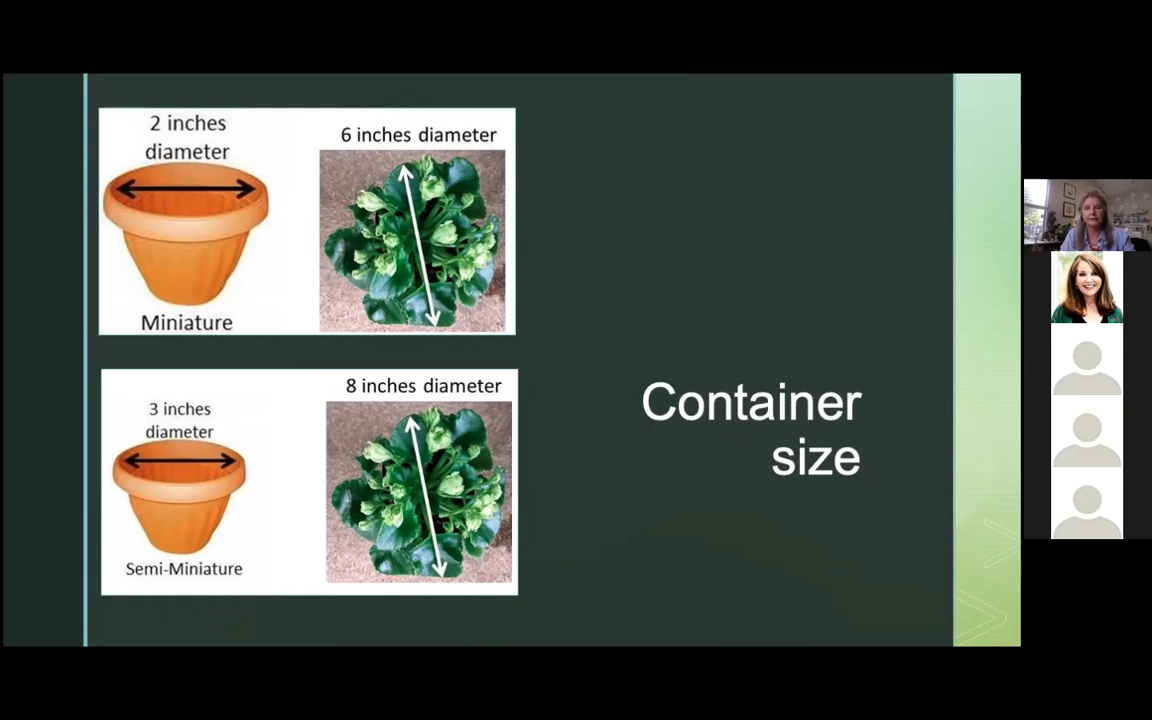 2 inches
diameter
6 inches diameter
Miniature
8 inches diameter
3 inches
diameter
Semi-Miniature
Container
size